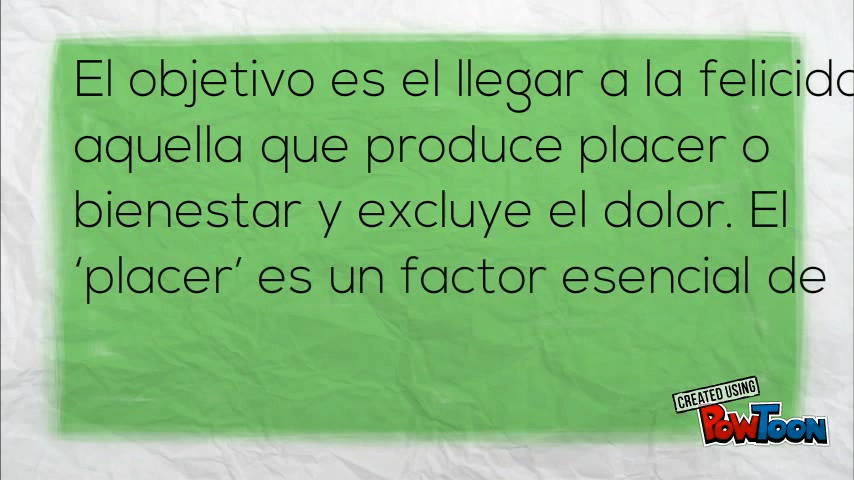 El objetivo es el llegar a la
aquella que produce placer o
bienestar y excluye el dolor. El
‘placer’ es un factor esencial de
CREATED USING
POWTOON